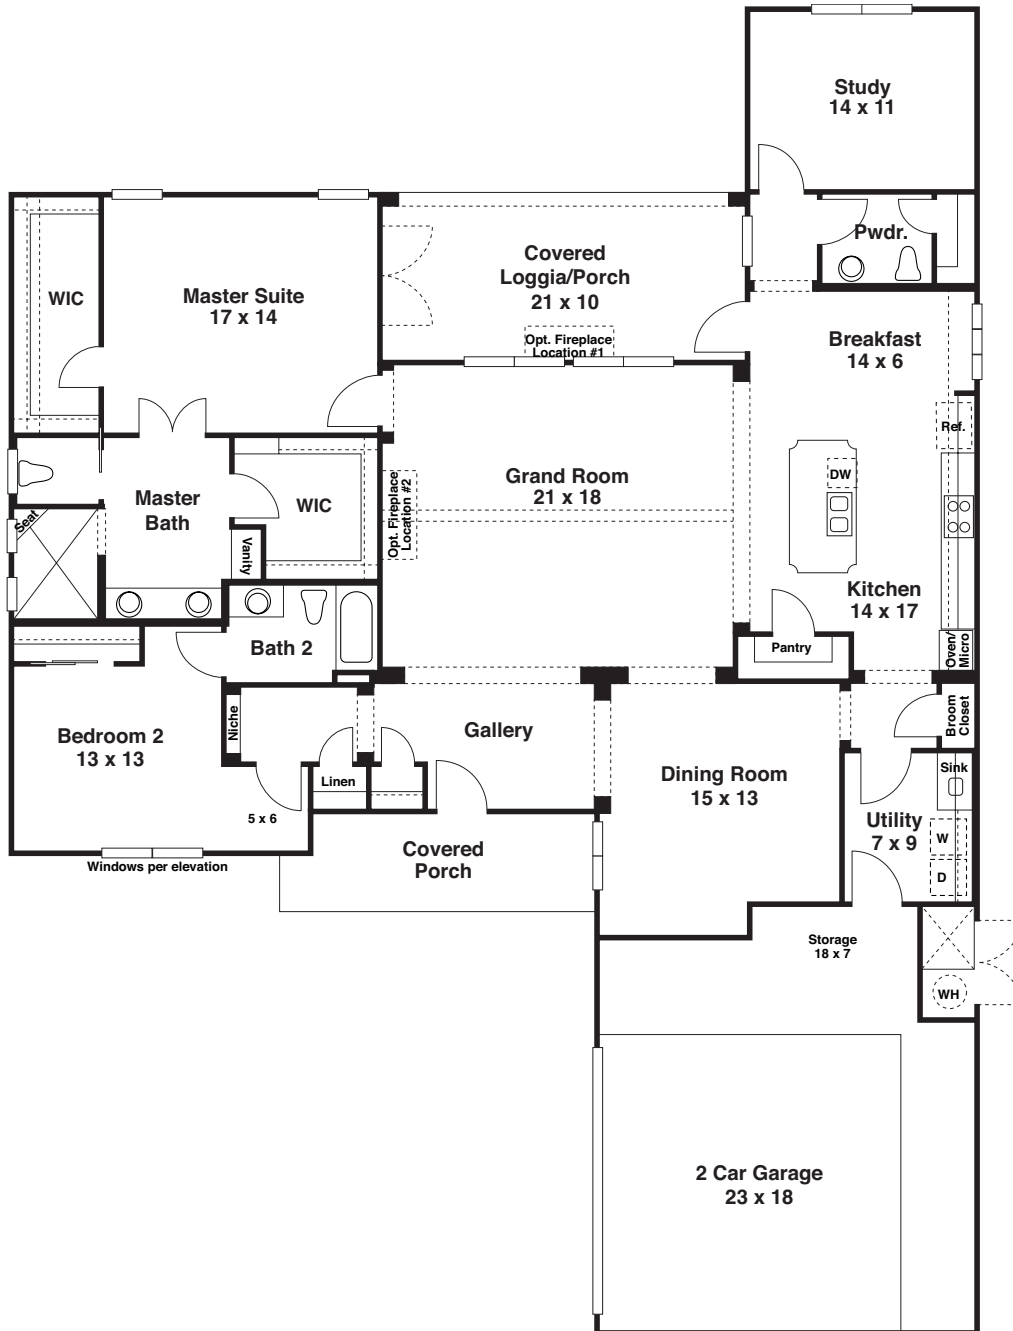 Study
14 x 11
Pwdr.
Covered
Loggia/Porch
21 x 10
WIC
Master Suite
17 x 14
Opt. Fireplace
Location #1
Breakfast
14 x 6
Ref.
DW
Grand Room
21 x 18
Opt. Fireplace
Location #2
Master
Bath
WIC
Seat
Vanity
Kitchen
14 x 17
Bath 2
Pantry
Oven/
Micro
Niche
Gallery
Broom
Closet
Bedroom 2
13 x 13
Linen
Dining Room
15 x 13
Sink
5 x 6
Utility
7 x 9
W
D
Covered
Porch
Windows per elevation
Storage
18 x 7
WH
2 Car Garage
23 x 18